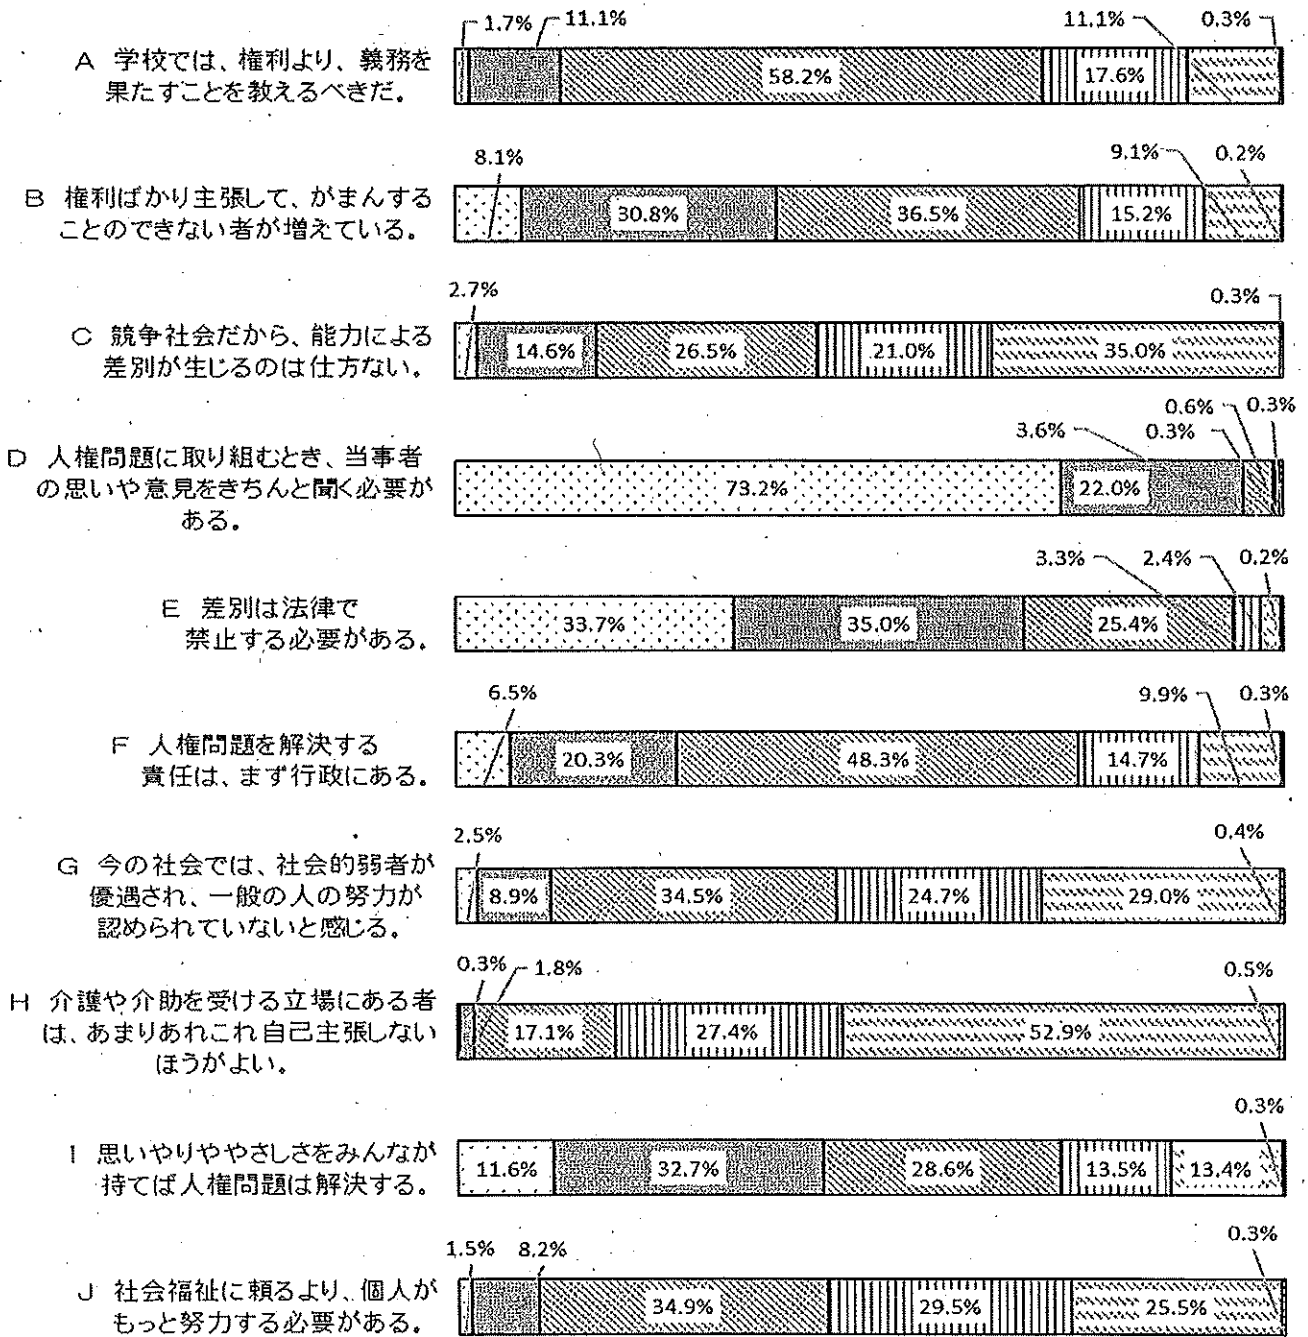 1.7% 11.1% 11.1% 0.3%
A 学校では、権利より、義務を
果たすことを教えるべきだ。
58.2% 17.6%
8.1% 9.1% 0.2%
B 権利ばかり主張して、がまんする
ことのできない者が増えている。
30.8% 36.5% 15.2%
2.7% 0.3%
C 競争社会だから、能力による
差別が生じるのは仕方ない。
14.6% 26.5% 21.0% 35.0%
0.6% 0.3%
3.6% 0.3%
D 人権問題に取り組むとき、当事者
の思いや意見をきちんと聞く必要が
ある。
73.2% 22.0%
3.3% 2.4% 0.2%
E 差別は法律で
禁止する必要がある。
33.7% 35.0% 25.4%
6.5% 9.9% 0.3%
F 人権問題を解決する
責任は、まず行政にある。
20.3% 48.3% 14.7%
2.5% 0.4%
G 今の社会では、社会的弱者が
優遇され、一般の人の努力が
認められていないと感じる。
8.9% 34.5% 24.7% 29.0%
0.3% 1.8% 0.5%
H 介護や介助を受ける立場にある者
は、あまりあれこれ自己主張しない
ほうがよい。
17.1% 27.4% 52.9%
0.3%
I 思いやりややさしさをみんなが
持てば人権問題は解決する。
11.6% 32.7% 28.6% 13.5% 13.4%
1.5% 8.2% 0.3%
J 社会福祉に頼るより、個人が
もっと努力する必要がある。
34.9% 29.5% 25.5%